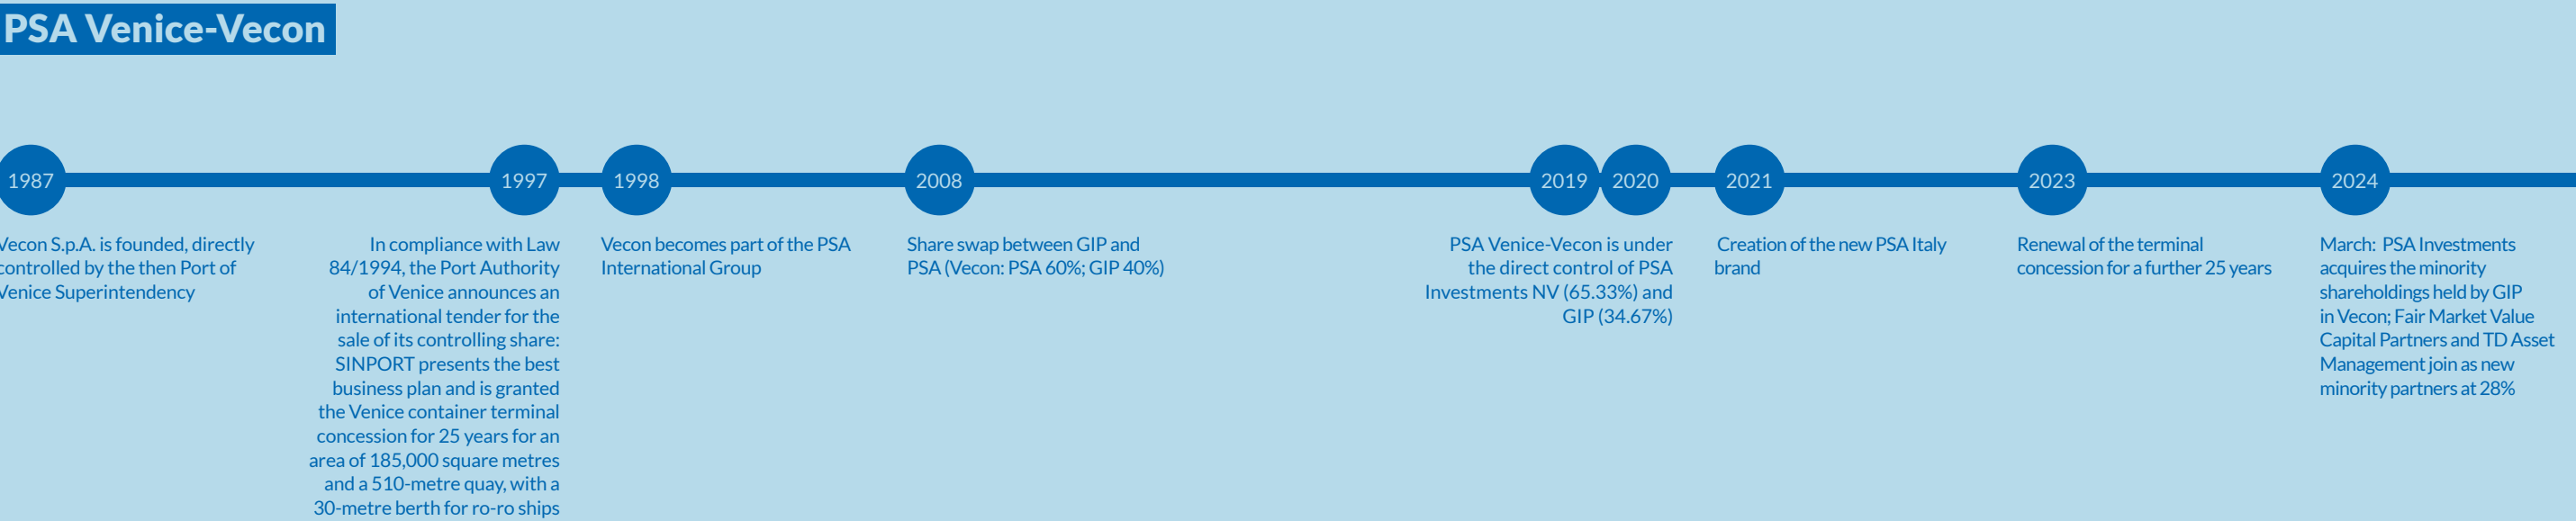 PSA Venice-Vecon
1987
Vecon S.p.A. is founded, directly
controlled by the then Port of
Venice Superintendency
1997
In compliance with Law
84/1994, the Port Authority
of Venice announces an
international tender for the
sale of its controlling share:
SINPORT presents the best
business plan and is granted
the Venice container terminal
concession for 25 years for an
area of 185,000 square metres
and a 510-metre quay, with a
30-metre berth for ro-ro ships
1998
Vecon becomes part of the PSA
International Group
2008
Share swap between GIP and
PSA (Vecon: PSA 60%; GIP 40%)
2019
2020
PSA Venice-Vecon is under
the direct control of PSA
Investments NV (65.33%) and
GIP (34.67%)
2021
Creation of the new PSA Italy
brand
2023
Renewal of the terminal
concession for a further 25 years
2024
March: PSA Investments
acquires the minority
shareholdings held by GIP
in Vecon; Fair Market Value
Capital Partners and TD Asset
Management join as new
minority partners at 28%